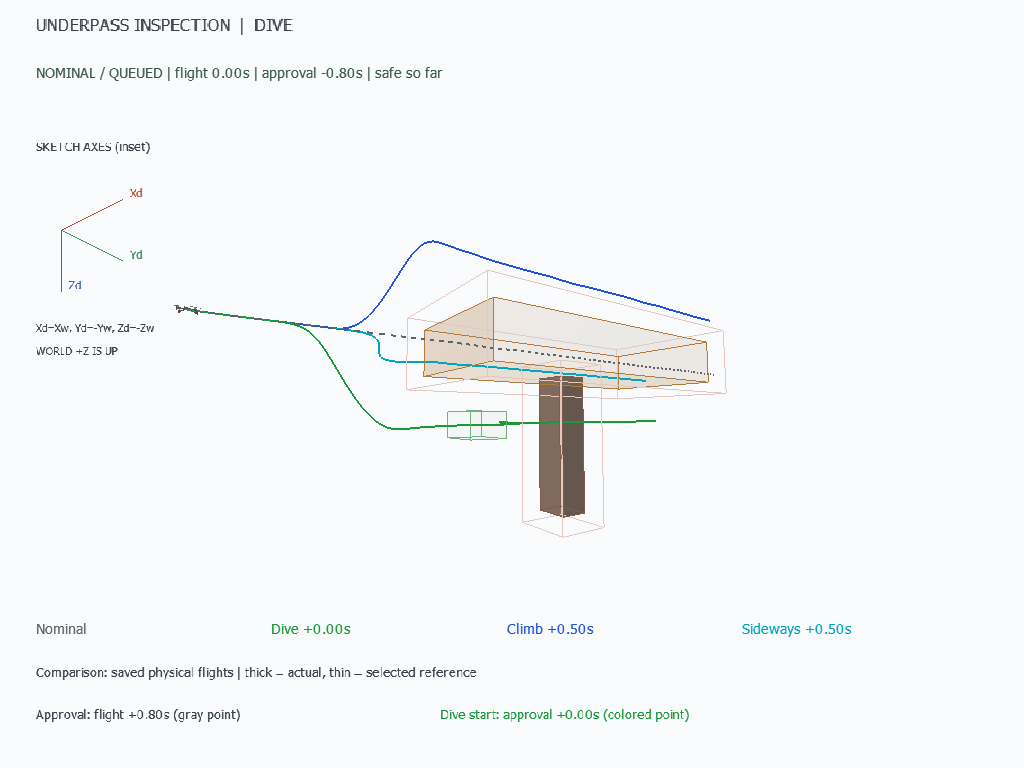 UNDERPASS INSPECTION | DIVE
NOMINAL / QUEUED | flight 0.00s | approval -0.80s | safe so far
SKETCH AXES (inset)
Xd
Yd
Zd
Xd=Xw, Yd=-Yw, Zd=-Zw
WORLD +Z IS UP
Nominal
Dive +0.00s
Climb +0.50s
Sideways +0.50s
Comparison: saved physical flights | thick = actual, thin = selected reference
Approval: flight +0.80s (gray point)
Dive start: approval +0.00s (colored point)